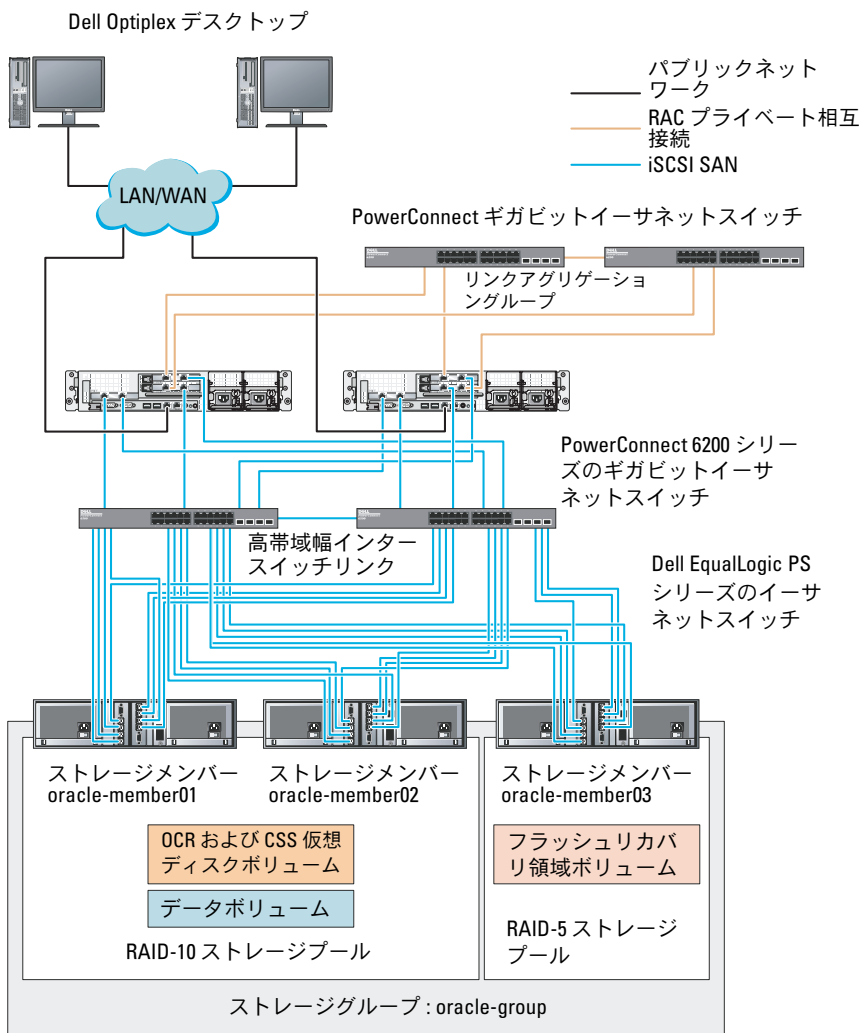 Dell Optiplex デスクトップ
パブリックネット
ワーク
RAC プライベート相互
接続
iSCSI SAN
LAN/WAN
PowerConnect ギガビットイーサネットスイッチ
リンクアグリゲーショ
ングループ
PowerConnect 6200 シリー
ズのギガビットイーサ
ネットスイッチ
高帯域幅インター
スイッチリンク
Dell EqualLogic PS
シリーズのイーサ
ネットスイッチ
ストレージメンバー
oracle-member01
ストレージメンバー
oracle-member02
ストレージメンバー
oracle-member03
OCR および CSS 仮想
ディスクボリューム
データボリューム
RAID-10 ストレージプール
フラッシュリカバ
リ領域ボリューム
RAID-5 ストレージ
プール
ストレージグループ : oracle-group